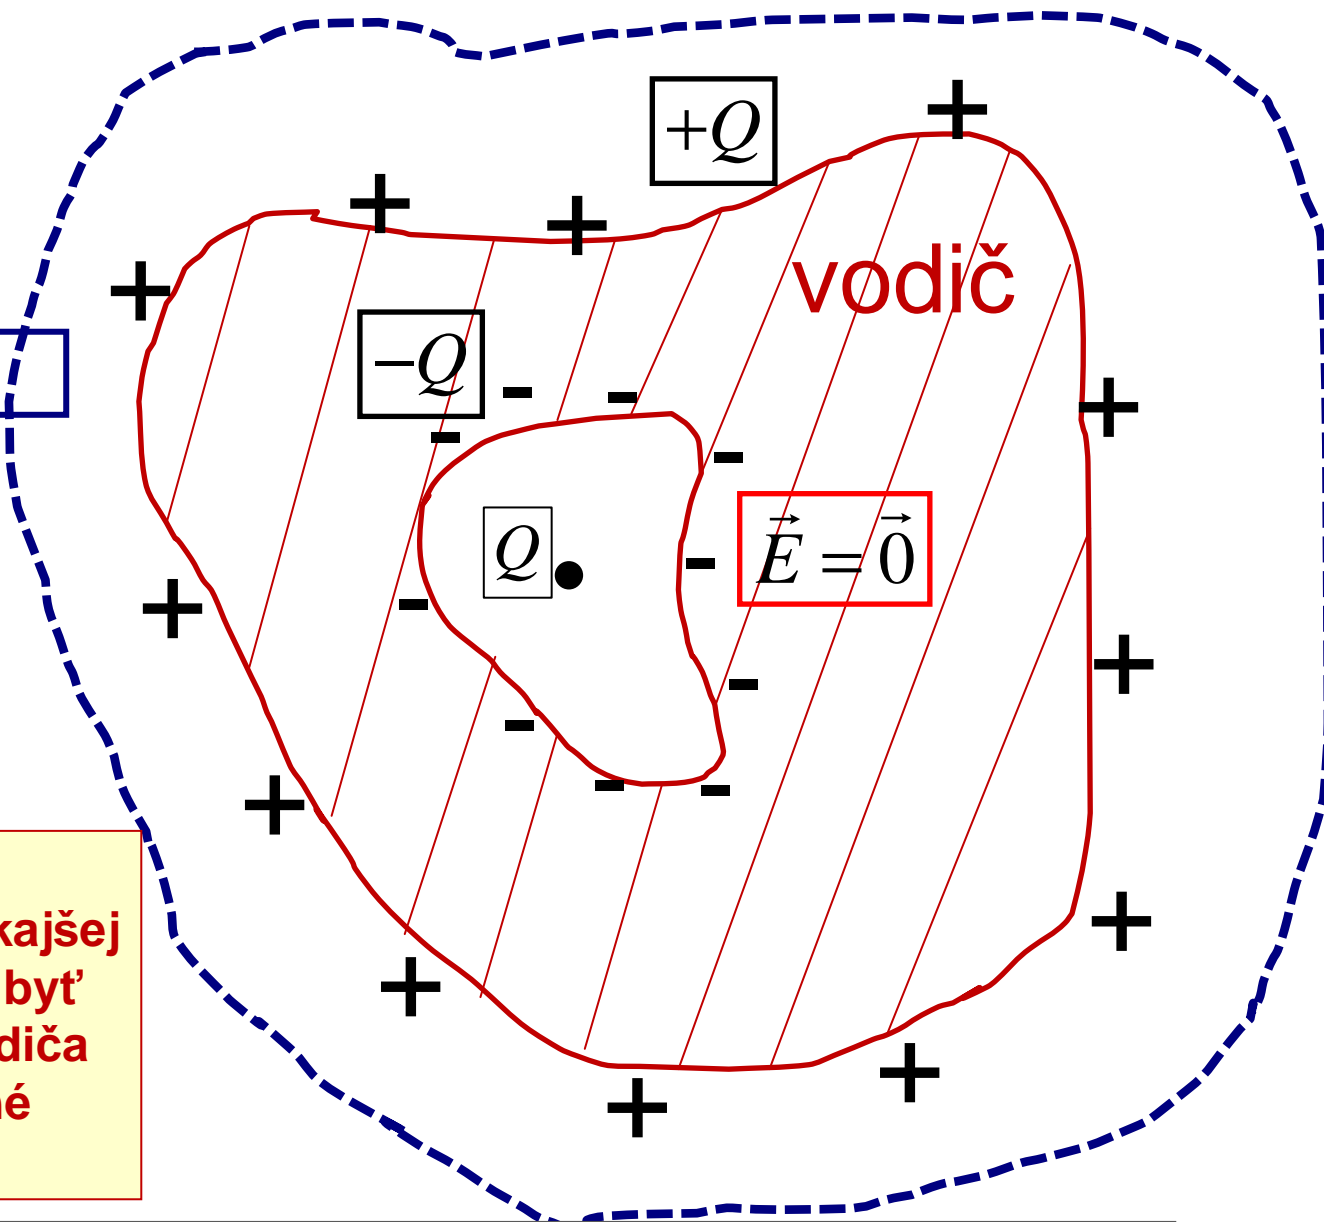 +Q
vodič
−Q
Q
E⃗ = 0⃗
kajšej
byť
diča
né